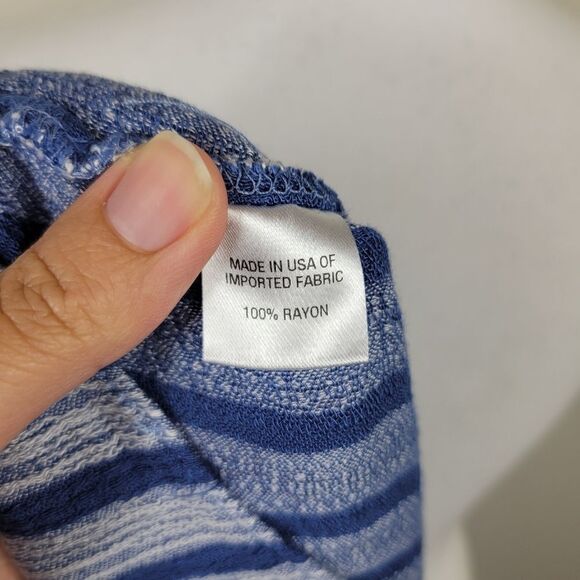 MADE IN USA OF
IMPORTED FABRIC
100% RAYON